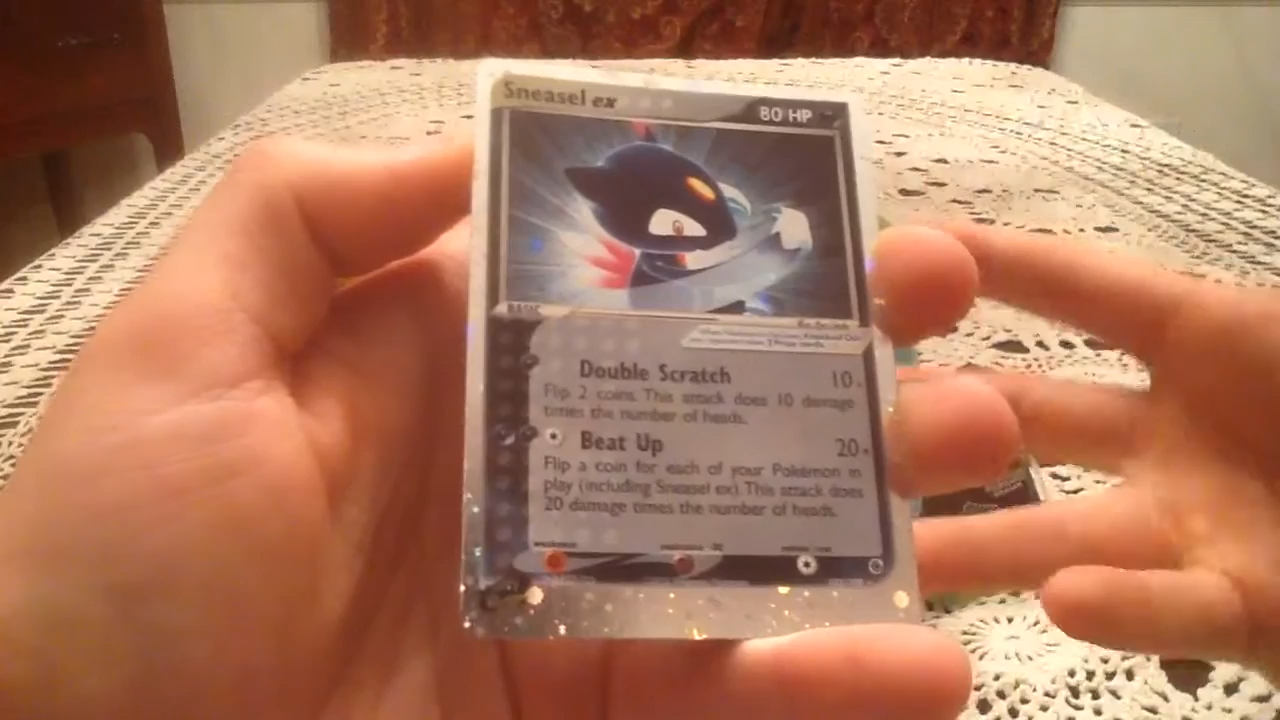 Sneasel ex
80 HP
BASIC
Double Scratch 10
Flip 2 coins. This attack does 10 damage
times the number of heads.
Beat Up 20
Flip a coin for each of your Pokémon in
play (including Sneasel ex). This attack does
20 damage times the number of heads.
weakness